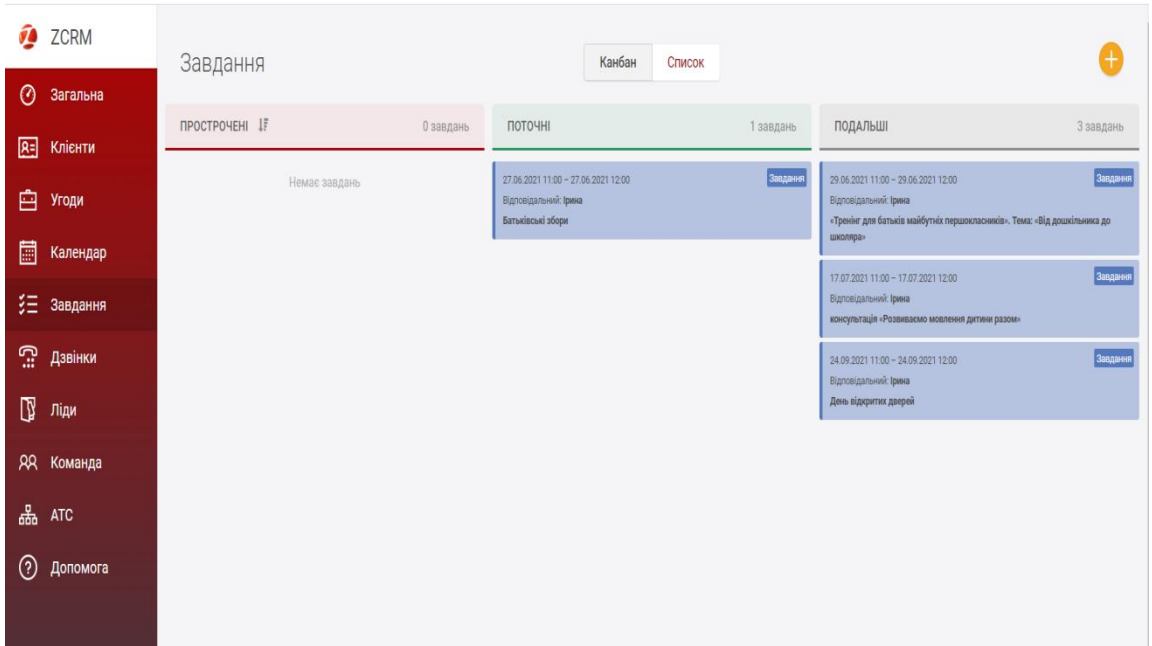 ZCRM
Загальна
Клієнти
Угоди
Календар
Завдання
Дзвінки
Ліди
Команда
АТС
Допомога
Завдання
Канбан Список
ПРОСТРОЧЕНІ 0 завдань
Немає завдань
ПОТОЧНІ 1 завдань
27.06.2021 11:00 – 27.06.2021 12:00 Завдання
Відповідальний: Ірина
Батьківські збори
ПОДАЛЬШІ 3 завдань
29.06.2021 11:00 – 29.06.2021 12:00 Завдання
Відповідальний: Ірина
«Тренінг для батьків майбутніх першокласників». Тема: «Від дошкільника до
школяра»
17.07.2021 11:00 – 17.07.2021 12:00 Завдання
Відповідальний: Ірина
консультація «Розвиваємо мовлення дитини разом»
24.09.2021 11:00 – 24.09.2021 12:00 Завдання
Відповідальний: Ірина
День відкритих дверей